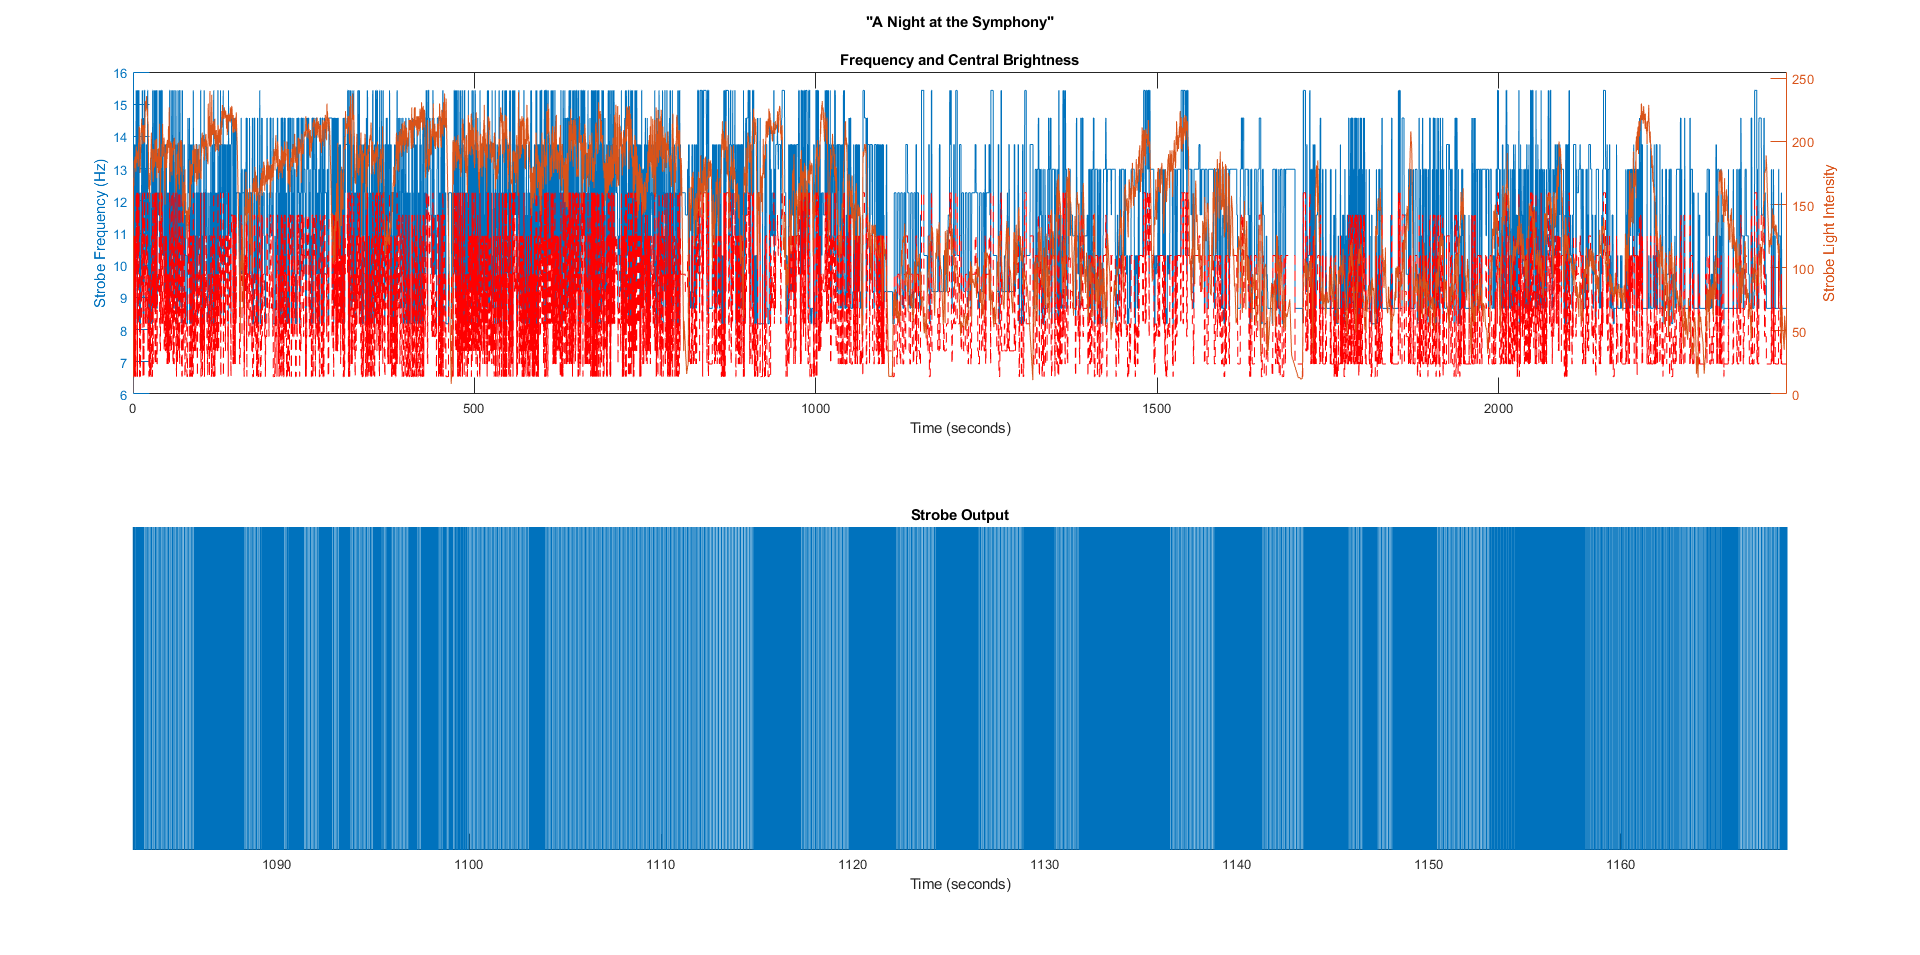 "A Night at the Symphony"
Frequency and Central Brightness
Strobe Frequency (Hz)
16
15
14
13
12
11
10
9
8
7
6
250
200
150
100
50
0
Strobe Light Intensity
0 500 1000 1500 2000
Time (seconds)
Strobe Output
1090 1100 1110 1120 1130 1140 1150 1160
Time (seconds)